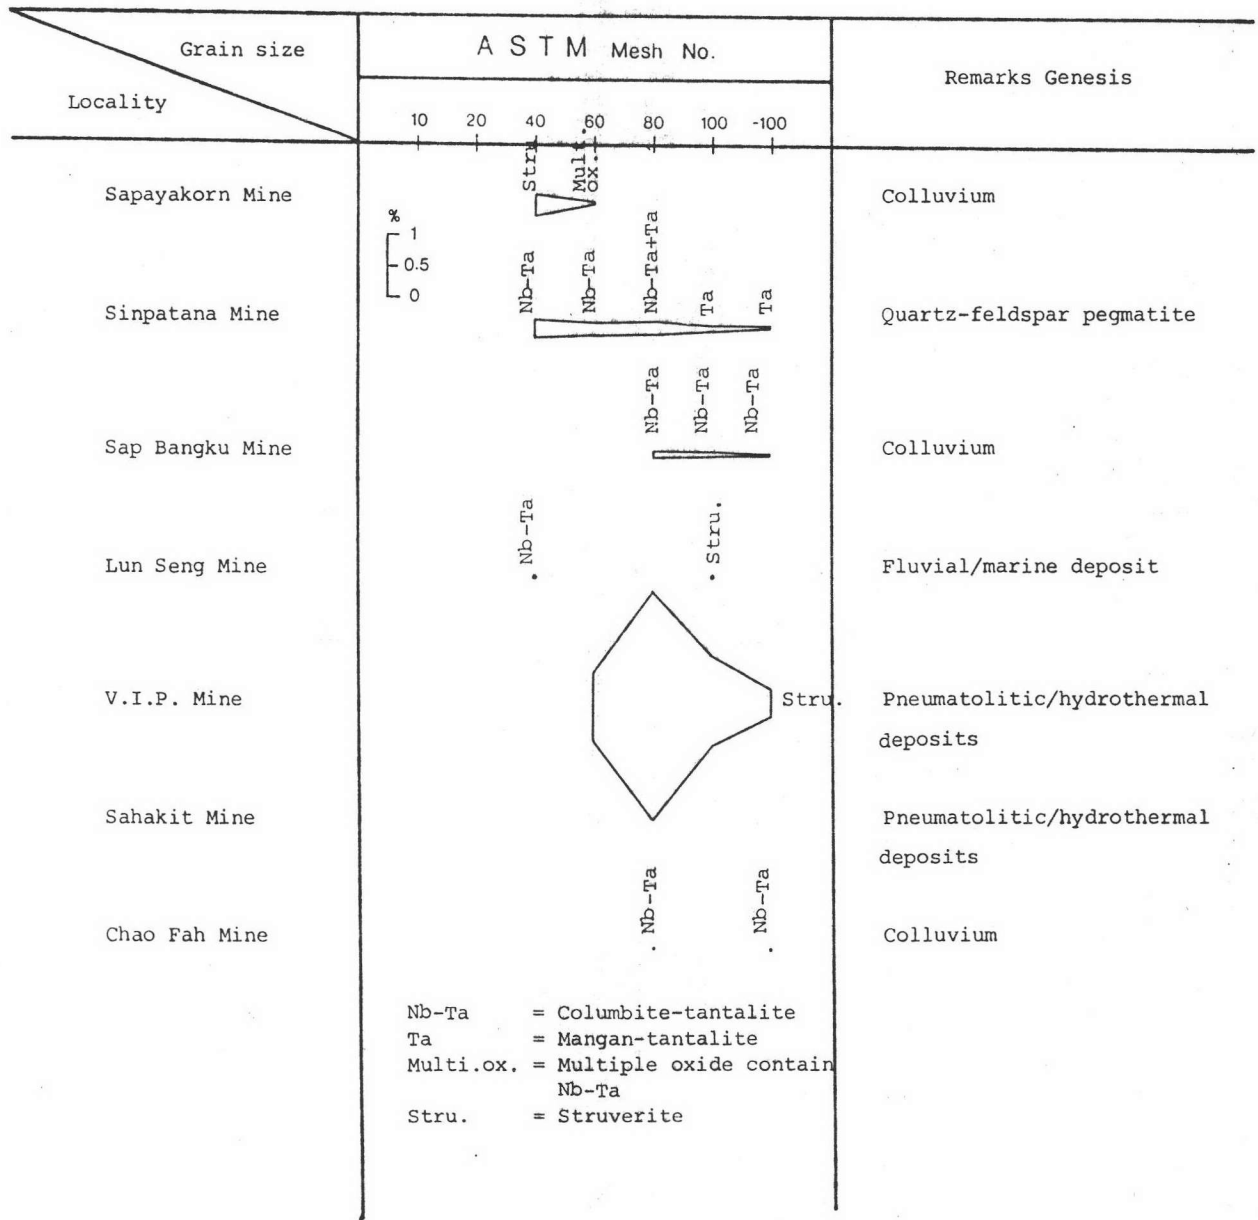 Grain size
Locality
A S T M Mesh No.
10 20 40 60 80 100 -100
Remarks Genesis
Sapayakorn Mine
Stru.
Mult. ox.
Colluvium
%
1
0.5
0
Sinpatana Mine
Nb-Ta
Nb-Ta
Nb-Ta+Ta
Ta
Ta
Quartz-feldspar pegmatite
Sap Bangku Mine
Nb-Ta
Nb-Ta
Nb-Ta
Colluvium
Lun Seng Mine
Nb-Ta
Stru.
Fluvial/marine deposit
V.I.P. Mine
Stru.
Pneumatolitic/hydrothermal
deposits
Sahakit Mine
Pneumatolitic/hydrothermal
deposits
Chao Fah Mine
Nb-Ta
Nb-Ta
Colluvium
Nb-Ta = Columbite-tantalite
Ta = Mangan-tantalite
Multi.ox. = Multiple oxide contain
Nb-Ta
Stru. = Struverite